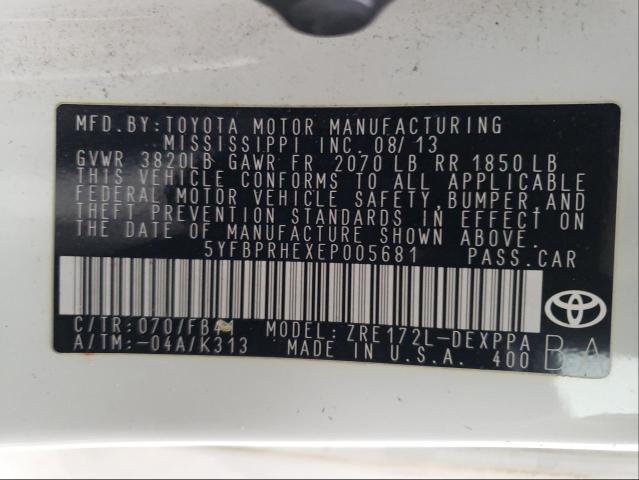 MFD.BY:TOYOTA MOTOR MANUFACTURING
MISSISSIPPI INC. 08/13
GVWR 3820LB GAWR FR 2070 LB RR 1850 LB
THIS VEHICLE CONFORMS TO ALL APPLICABLE
FEDERAL MOTOR VEHICLE SAFETY, BUMPER, AND
THEFT PREVENTION STANDARDS IN EFFECT ON
THE DATE OF MANUFACTURE SHOWN ABOVE.
5YFBPRHEXEP005681 PASS.CAR
C/TR: 070/FB41 MODEL: ZRE172L-DEXPPA
A/TM:-04A/K313 MADE IN U.S.A. 400 BA